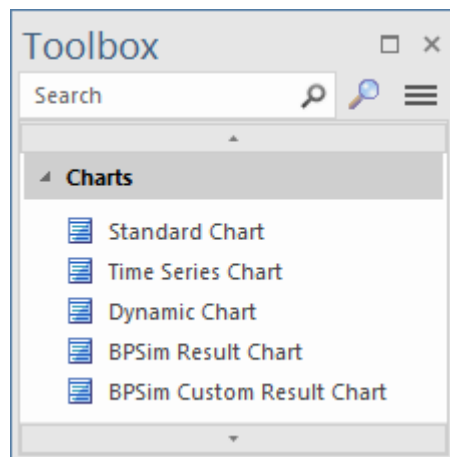 Toolbox
Search
Charts
Standard Chart
Time Series Chart
Dynamic Chart
BPSim Result Chart
BPSim Custom Result Chart